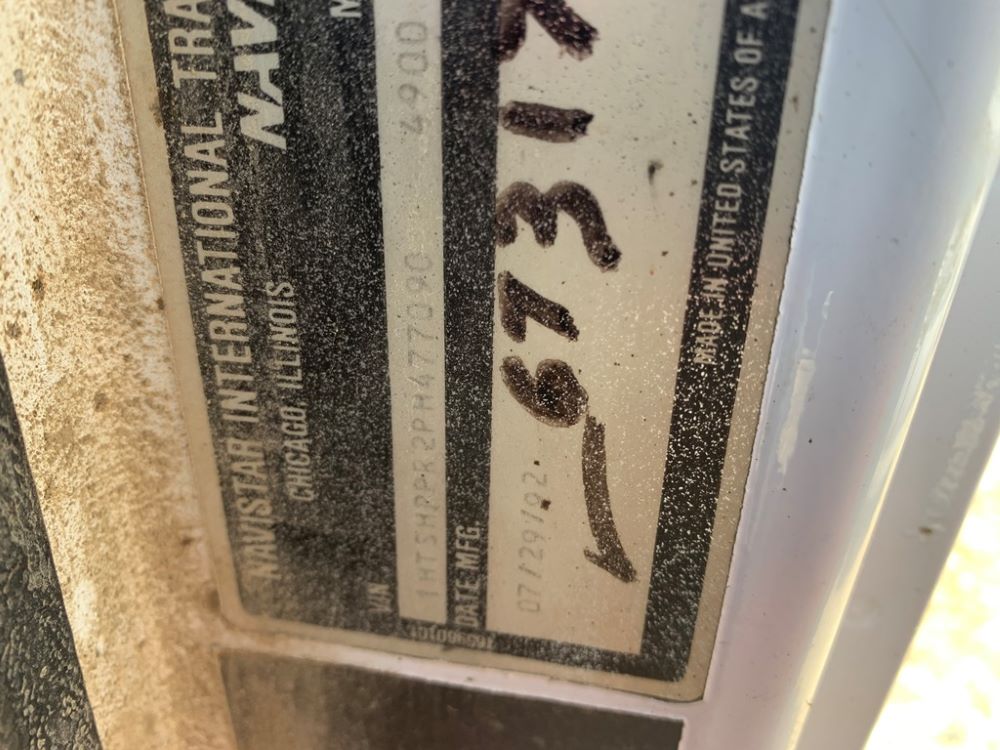 NAVISTAR INTERNATIONAL TRA
NAV
CHICAGO, ILLINOIS
M
VIN
1HTSHPPR2PH477090 4900
DATE MFG.
07/29/92
MADE IN UNITED STATES OF A